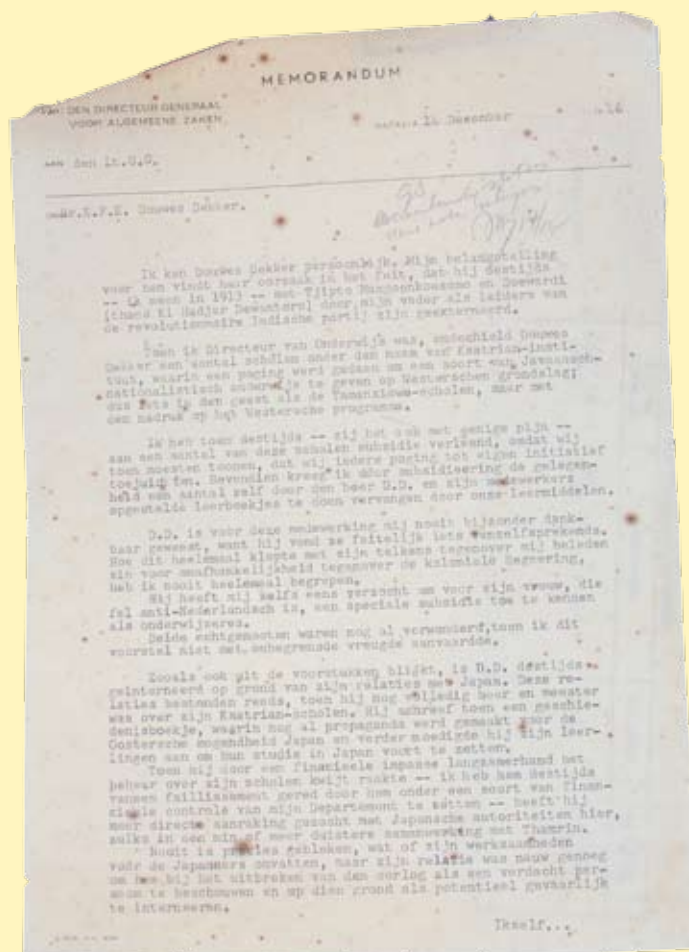 MEMORANDUM
VAN DEN DIRECTEUR GENERAAL
VOOR ALGEMEENE ZAKEN
14 December
AAN den Lt.G.G.
Dr.E.F.E. Douwes Dekker.
Ik ken Douwes Dekker persoonlijk. Mijn belangstelling
voor hem vindt haar oorzaak in het feit, dat hij destijds
-- ik meen in 1913 -- met Tjipto Mangoenkoesomo en Soewardi
(thans Ki Hadjar Dewantoro) door mijn vader als leiders van
de revolutionnaire Indische partij zijn geexterneerd.
Toen ik Directeur van Onderwijs was, onderhield Douwes
Dekker een aantal scholen onder den naam van Ksatrian-insti-
tuut, waarin een poging werd gedaan om een soort van Javaansch-
nationalistisch onderwijs te geven op Westerschen grondslag;
dus iets in den geest als de Tamansiswa-scholen, maar met
een nadruk op het Westersche programma.
Ik heb toen destijds -- zij het ook met eenige pijn --
aan een aantal van deze scholen subsidie verleend, omdat wij
toen moesten toonen, dat wij iedere poging tot eigen initiatief
toejuichten. Bovendien kreeg ik door subsidieering de gelegen-
heid een aantal zelf door den heer D.D. en zijn medewerkers
opgestelde leerboekjes te doen vervangen door onze leermiddelen.
D.D. is voor deze medewerking mij nooit bijzonder dank-
baar geweest, want hij vond ze feitelijk iets vanzelfsprekends.
Hoe dit heelemaal klopte met zijn telkens tegenover mij beleden
zin voor onafhankelijkheid tegenover de koloniale Regeering,
heb ik nooit heelemaal begrepen.
Hij heeft mij zelfs eens verzocht om voor zijn vrouw, die
fel anti-Nederlandsch is, een speciale subsidie toe te kennen
als onderwijzeres.
Beide echtgenooten waren nog al verwonderd, toen ik dit
voorstel niet met onbegrensde vreugde aanvaardde.
Zooals ook uit de voorstukken blijkt, is D.D. destijds
geinterneerd op grond van zijn relaties met Japan. Deze re-
laties bestonden reeds, toen hij nog volledig heer en meester
was over zijn Ksatrian-scholen. Hij schreef toen een geschie-
denisboekje, waarin nog al propaganda werd gemaakt voor de
Oostersche mogendheid Japan en verder moedigde hij zijn leer-
lingen aan om hun studie in Japan voort te zetten.
Toen hij door een financieele impasse langzamerhand het
beheer over zijn scholen kwijt raakte -- ik heb hem destijds
van een faillissement gered door hem onder een soort van finan-
cieele controle van mijn Departement te zetten -- heeft hij
meer directe aanraking gezocht met Japansche autoriteiten hier,
zulks in een min of meer duistere samenwerking met Thamrin.
Nooit is precies gebleken, wat of zijn werkzaamheden
voor de Japanners omvatten, maar zijn relatie was nauw genoeg
om hem bij het uitbreken van den oorlog als een verdacht per-
soon te beschouwen en op dien grond als potentieel gevaarlijk
te interneeren.
Ikzelf...